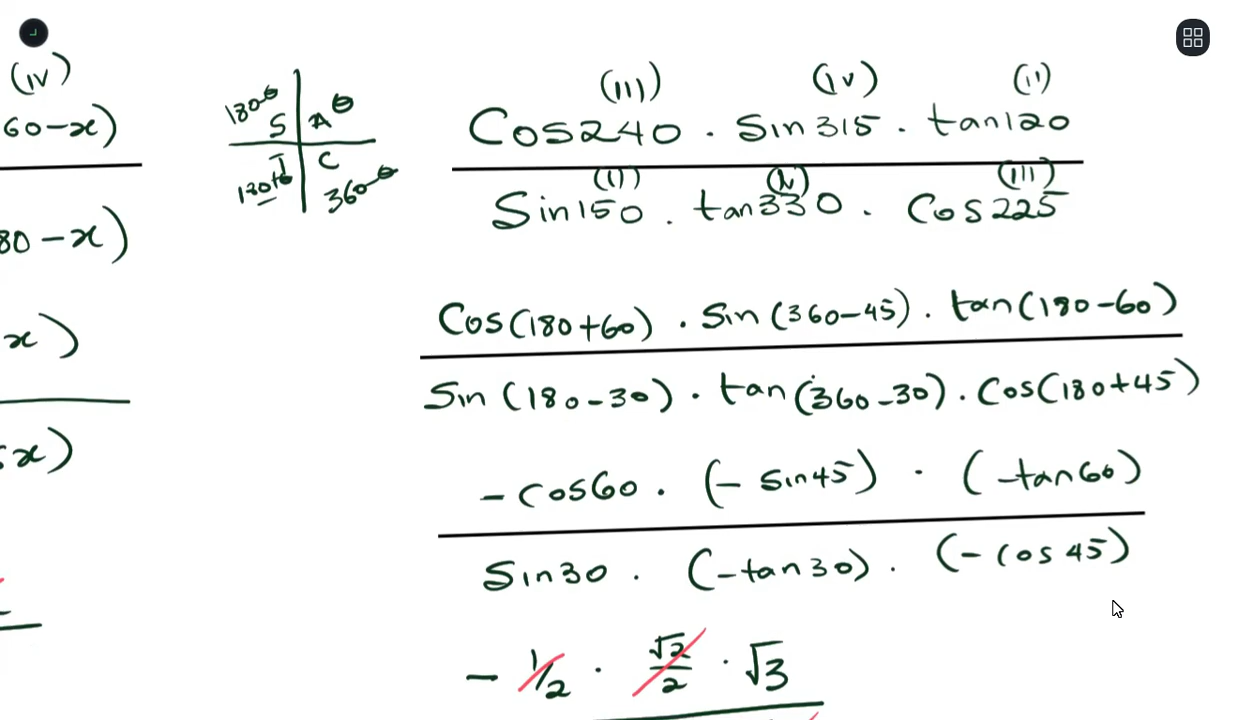 (iv)
60-x)
80-x)
x)
5x)
180-θ S A θ
T C
180+θ 360-θ
(iii) (iv) (ii)
Cos240 . Sin315 . tan120
(ii) (iv) (iii)
Sin150 . tan330 . Cos225
Cos(180+60) . Sin(360-45) . tan(180-60)
Sin(180-30) . tan(360-30) . Cos(180+45)
-cos60 . (-sin45) . (-tan60)
Sin30 . (-tan30) . (-cos45)
- 1/2 . √2/2 . √3